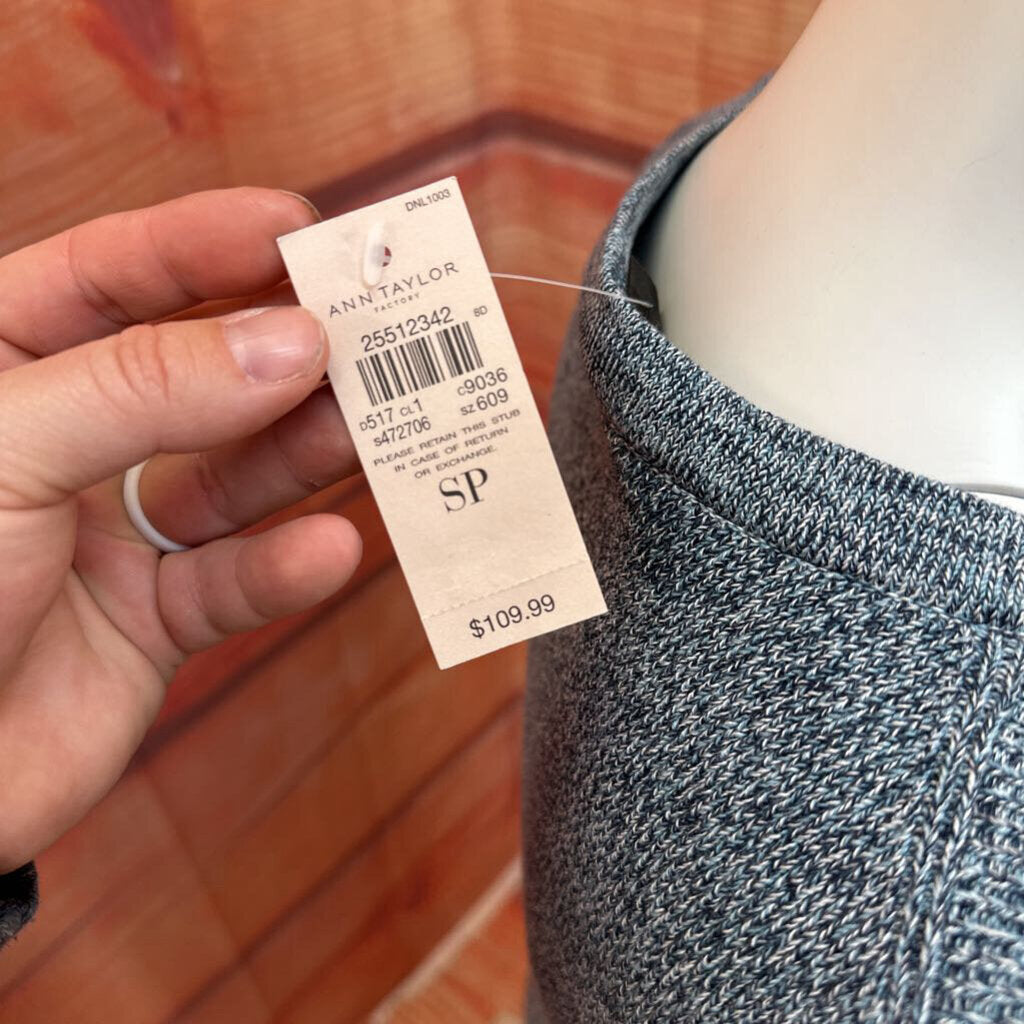 DNL1003
ANN TAYLOR
FACTORY
25512342 8D
D517 CL1 C9036
S472706 SZ609
PLEASE RETAIN THIS STUB
IN CASE OF RETURN
OR EXCHANGE.
SP
$109.99